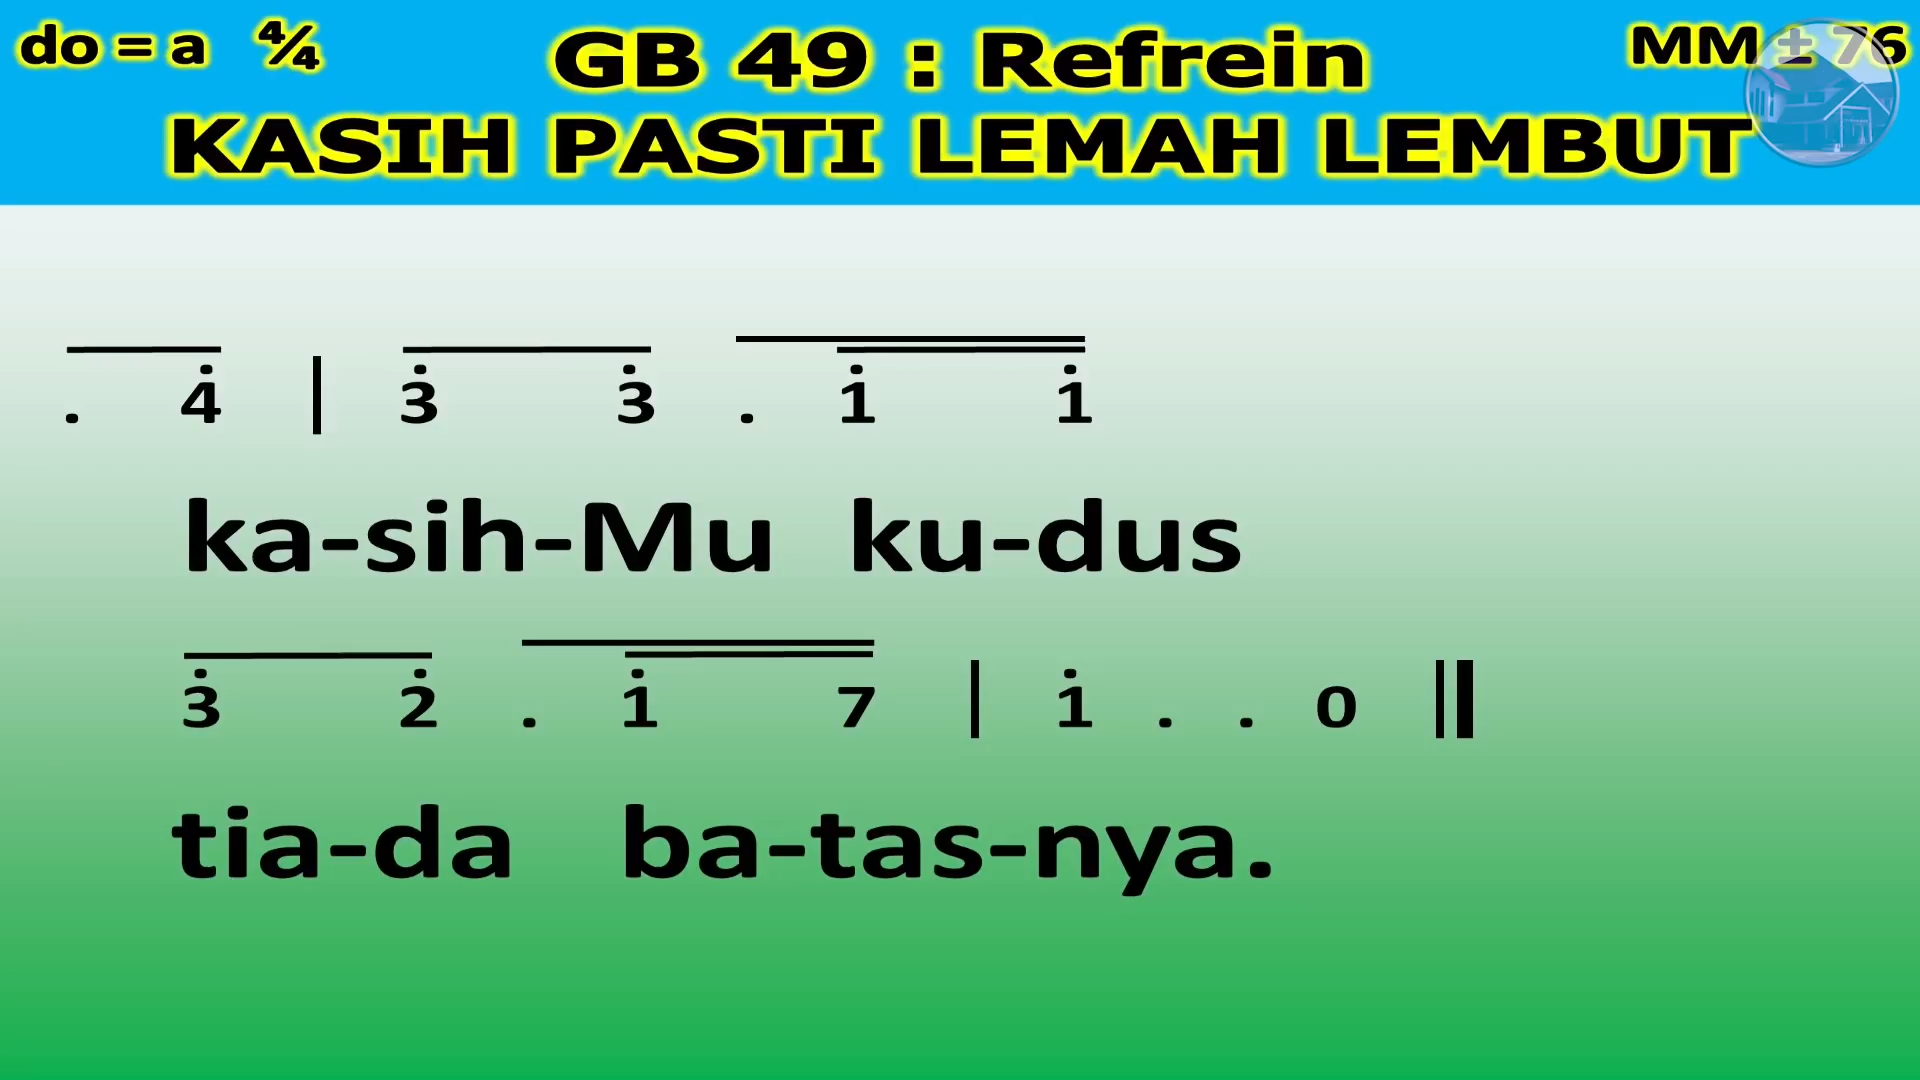 do = a 4/4 MM ± 76
GB 49 : Refrein
KASIH PASTI LEMAH LEMBUT
. 4̇ | 3̇ 3̇ . 1̇ 1̇
ka-sih-Mu ku-dus
3̇ 2̇ . 1̇ 7 | 1̇ . . 0 ||
tia-da ba-tas-nya.